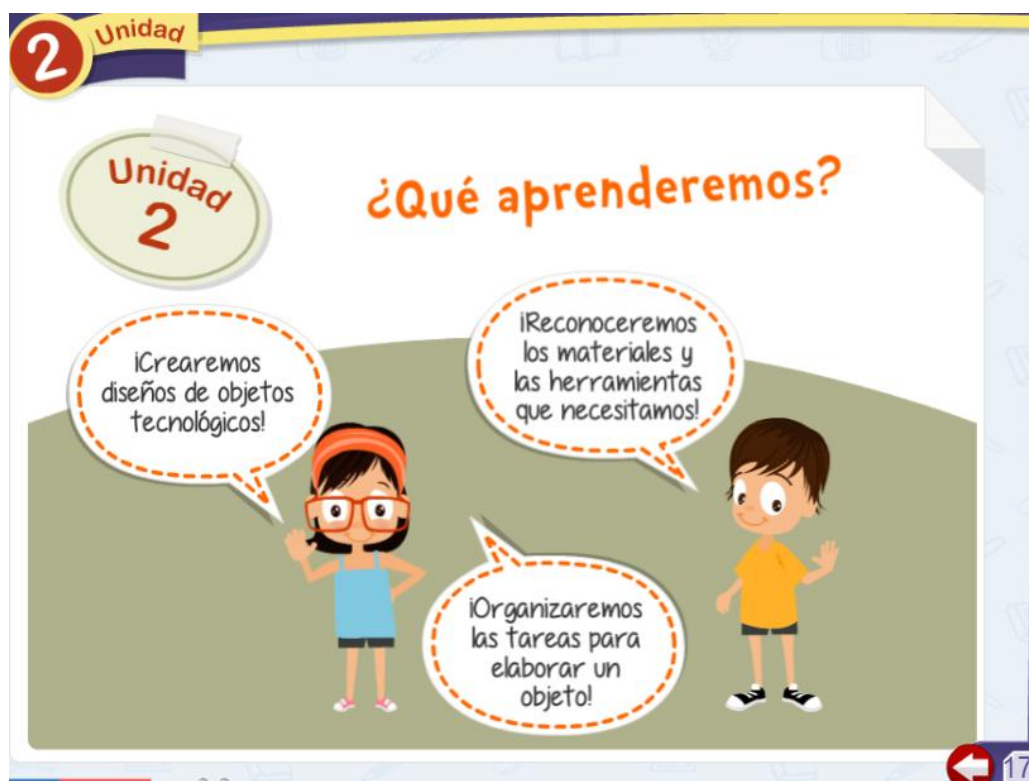 2 Unidad
Unidad
2
¿Qué aprenderemos?
¡Crearemos
diseños de objetos
tecnológicos!
¡Reconoceremos
los materiales y
las herramientas
que necesitamos!
¡Organizaremos
las tareas para
elaborar un
objeto!
17